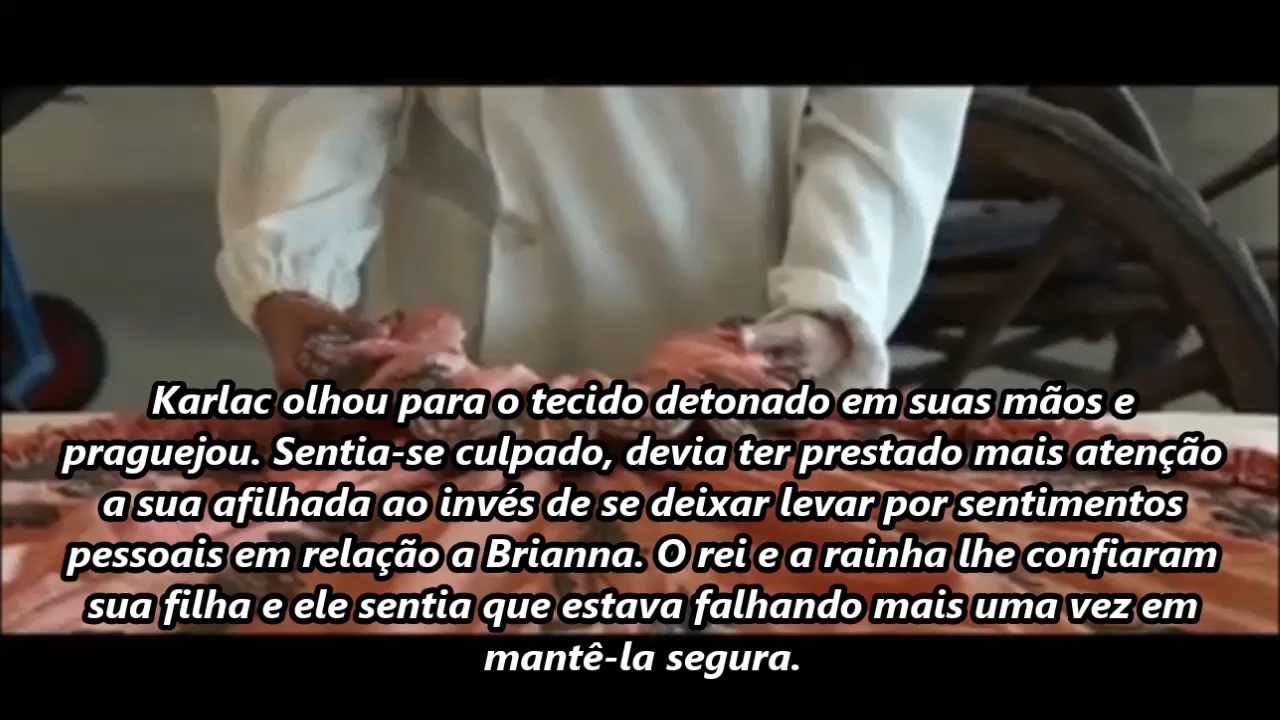 Karlac olhou para o tecido detonado em suas mãos e
praguejou. Sentia-se culpado, devia ter prestado mais atenção
a sua afilhada ao invés de se deixar levar por sentimentos
pessoais em relação a Brianna. O rei e a rainha lhe confiaram
sua filha e ele sentia que estava falhando mais uma vez em
mantê-la segura.